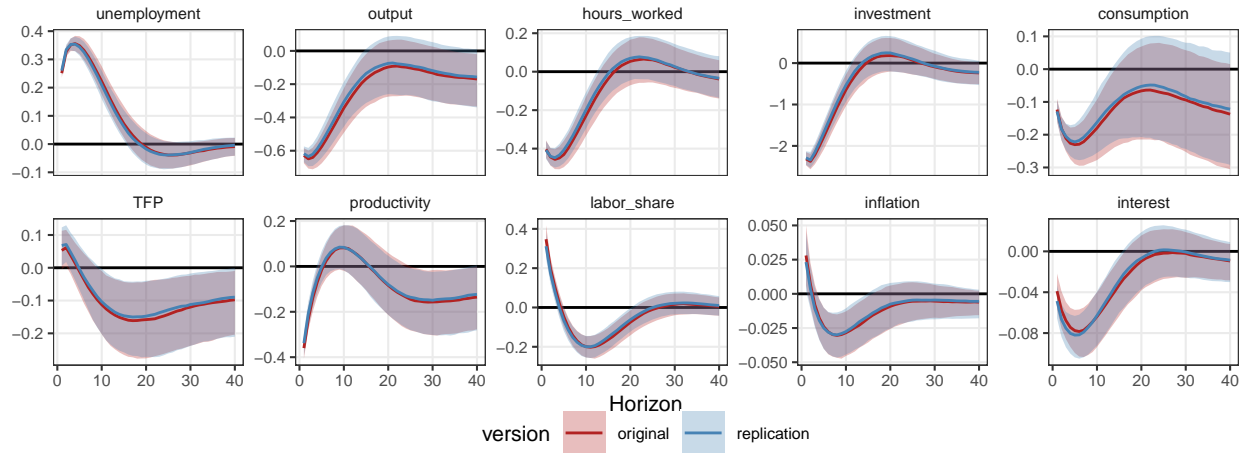 unemployment output hours_worked investment consumption
0.4 0.2 0.1
0.3 0.0 0.0 0 0.0
0.2 −0.2 −0.1
0.1 −0.4 −0.2 −1 −0.2
0.0 −0.6 −0.4 −2 −0.3
−0.1
TFP productivity labor_share inflation interest
0.1 0.2 0.4 0.050 0.00
0.0 0.0 0.2 0.025 −0.04
−0.1 −0.2 0.0 0.000 −0.08
−0.2 −0.4 −0.2 −0.025
−0.050
0 10 20 30 40 0 10 20 30 40 0 10 20 30 40 0 10 20 30 40 0 10 20 30 40
Horizon
version original replication